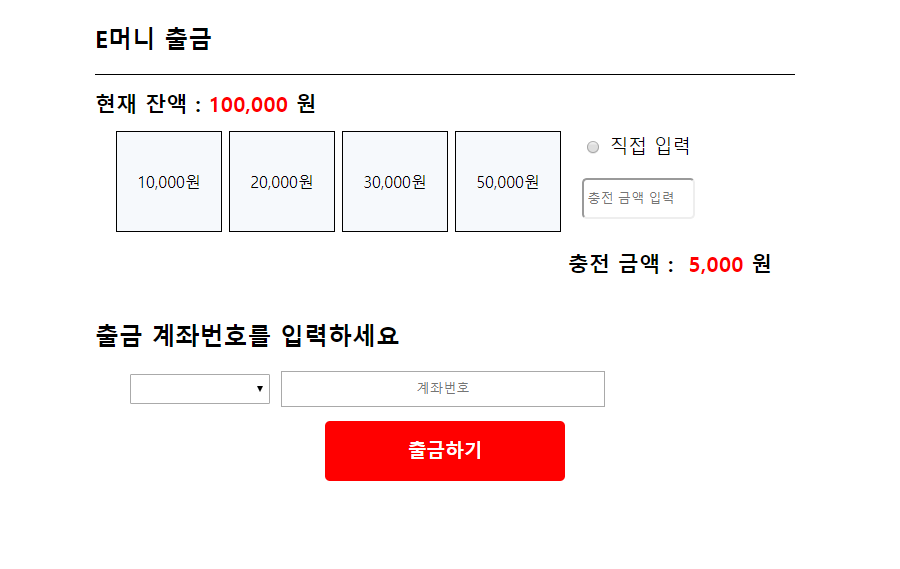 E머니 출금
현재 잔액 : 100,000 원
10,000원 20,000원 30,000원 50,000원 직접 입력
충전 금액 입력
충전 금액 : 5,000 원
출금 계좌번호를 입력하세요
계좌번호
출금하기